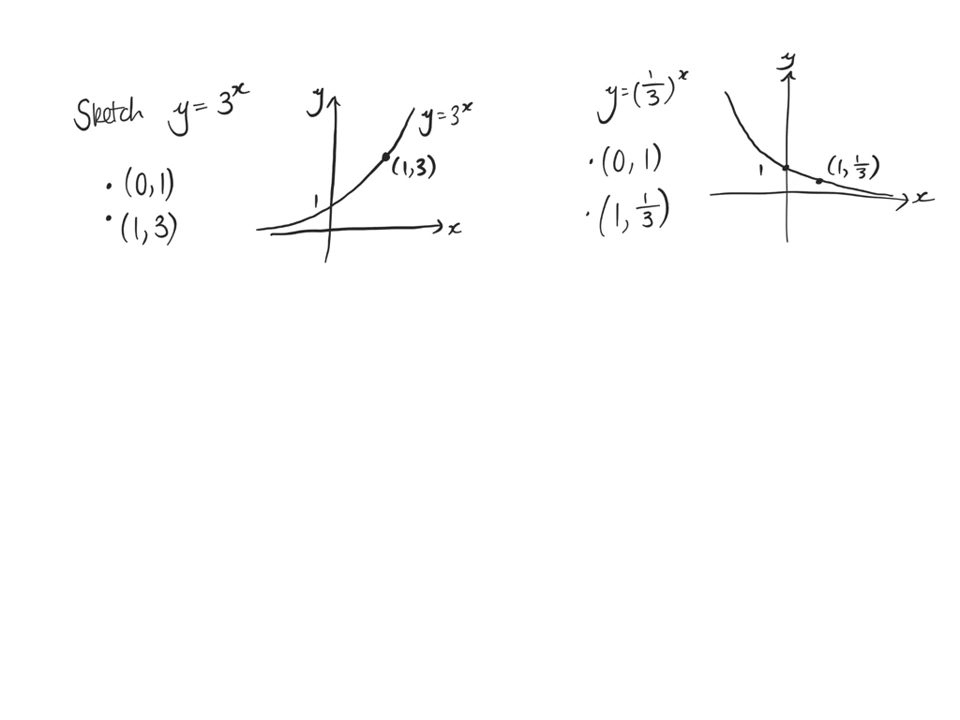 Sketch y = 3^x
• (0, 1)
• (1, 3)
y
y = 3^x
(1, 3)
1
x
y = (1/3)^x
• (0, 1)
• (1, 1/3)
y
1
(1, 1/3)
x